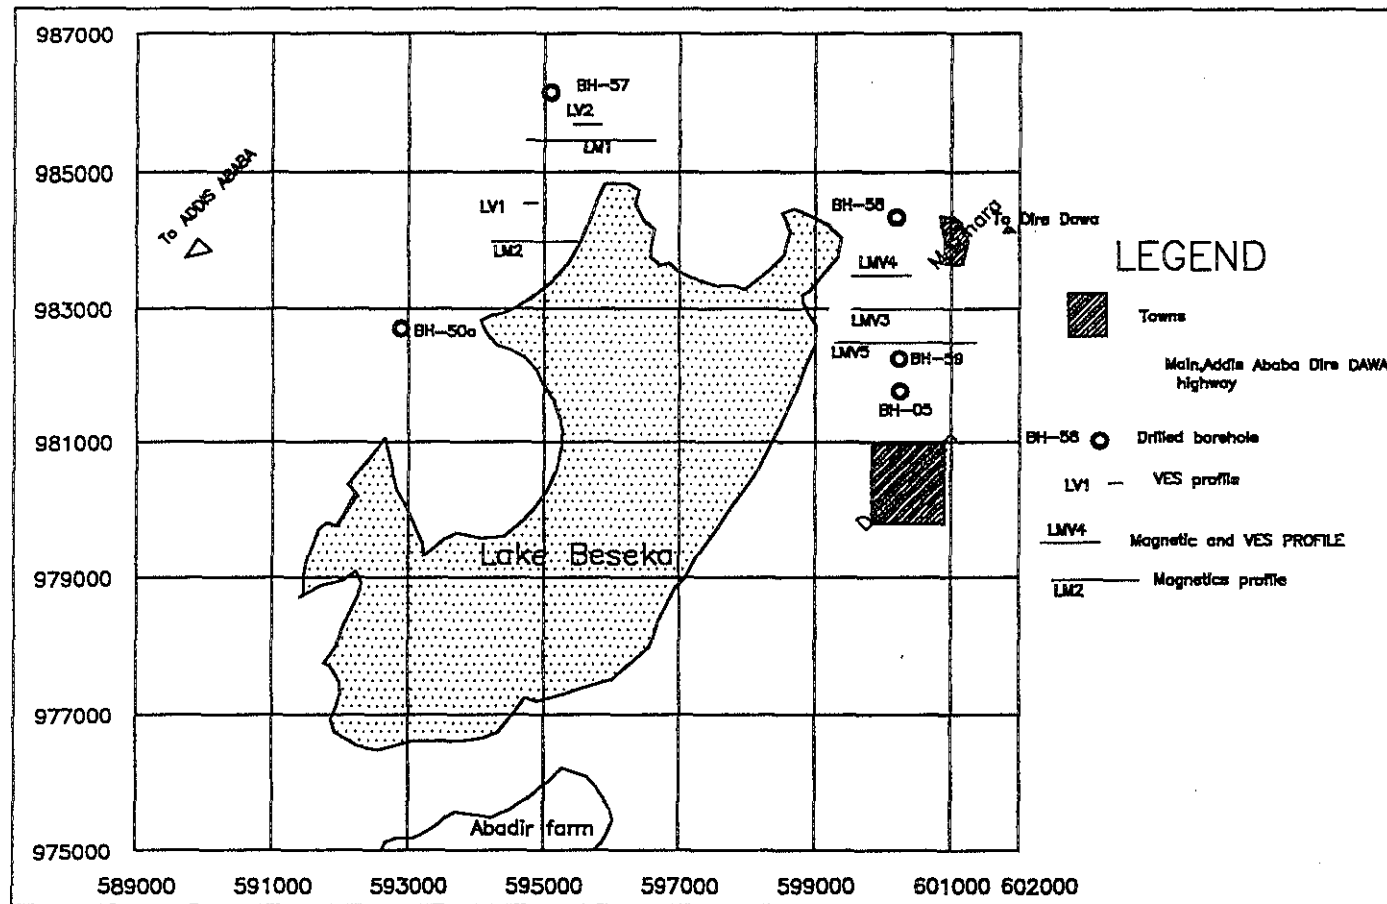 987000
BH-57
LV2
LM1
985000
To ADDIS ABABA
LV1
BH-58
To Dire Dawa
LM2
LMV4
LEGEND
983000
LMV3
Towns
BH-50a
LMV5
BH-59
Main,Addis Ababa Dire DAWA
highway
BH-05
981000
BH-58
Drilled borehole
LV1
VES profile
Lake Beseka
LMV4
Magnetic and VES PROFILE
979000
LM2
Magnetics profile
977000
Abadir farm
975000
589000 591000 593000 595000 597000 599000 601000 602000